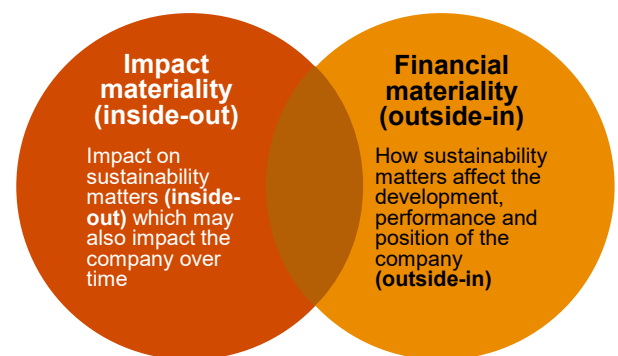 Impact
materiality
(inside-out)
Impact on
sustainability
matters (inside-
out) which may
also impact the
company over
time
Financial
materiality
(outside-in)
How sustainability
matters affect the
development,
performance and
position of the
company
(outside-in)